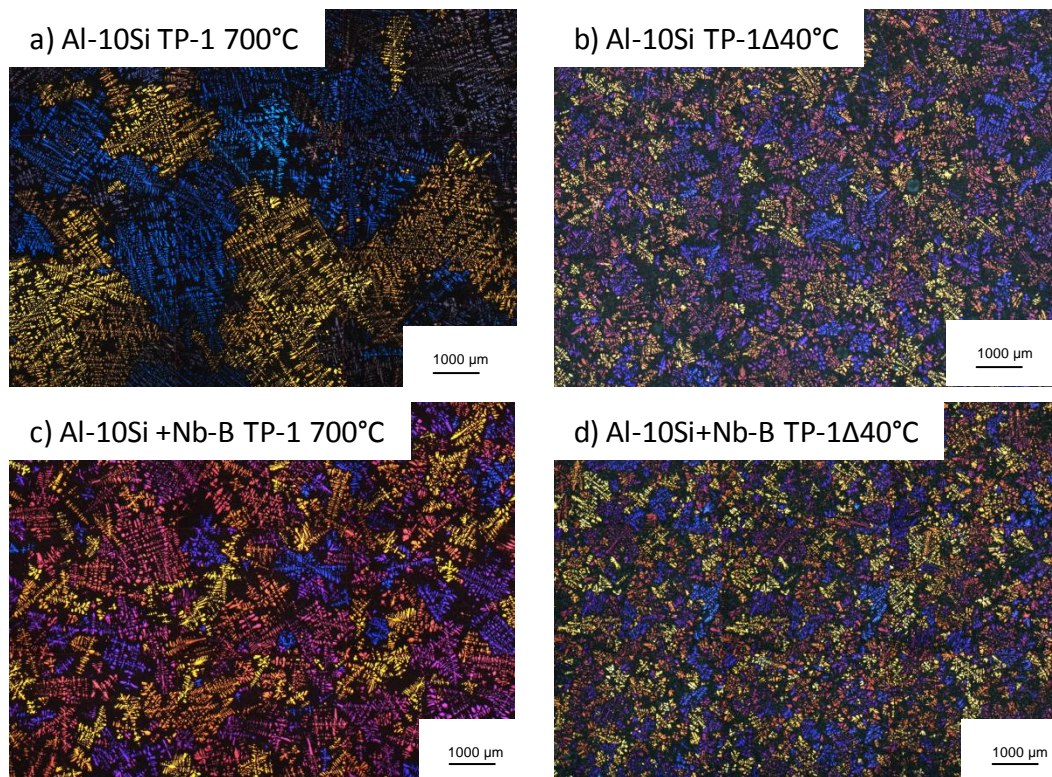 a) Al-10Si TP-1 700°C
b) Al-10Si TP-1Δ40°C
1000 µm
1000 µm
c) Al-10Si +Nb-B TP-1 700°C
d) Al-10Si+Nb-B TP-1Δ40°C
1000 µm
1000 µm